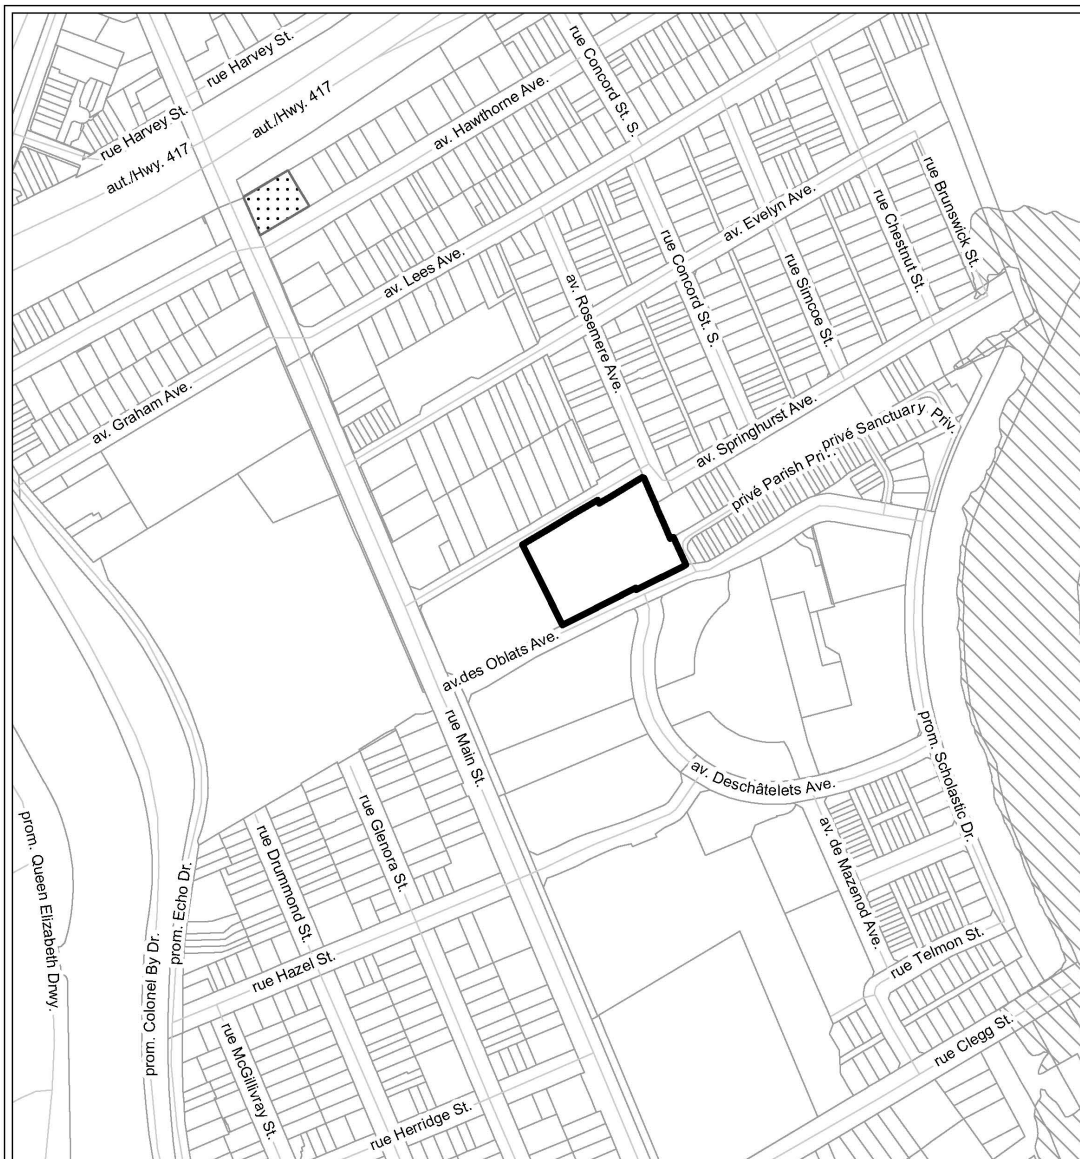 rue Harvey St.
rue Concord St. S.
aut./Hwy. 417
av. Hawthorne Ave.
rue Harvey St.
aut./Hwy. 417
rue Brunswick St.
av. Evelyn Ave.
rue Chestnut St.
rue Concord St. S.
av. Lees Ave.
rue Simcoe St.
av. Rosemere Ave.
av. Graham Ave.
av. Springhurst Ave.
privé Sanctuary Priv.
privé Parish Pri
av.des Oblats Ave.
rue Main St.
prom. Scholastic Dr.
av. Deschâtelets Ave.
rue Glenora St.
prom. Queen Elizabeth Drwy.
rue Drummond St.
av. de Mazenod Ave.
prom. Echo Dr.
prom. Colonel By Dr.
rue Telmon St.
rue Hazel St.
rue McGillivray St.
rue Clegg St.
rue Herridge St.